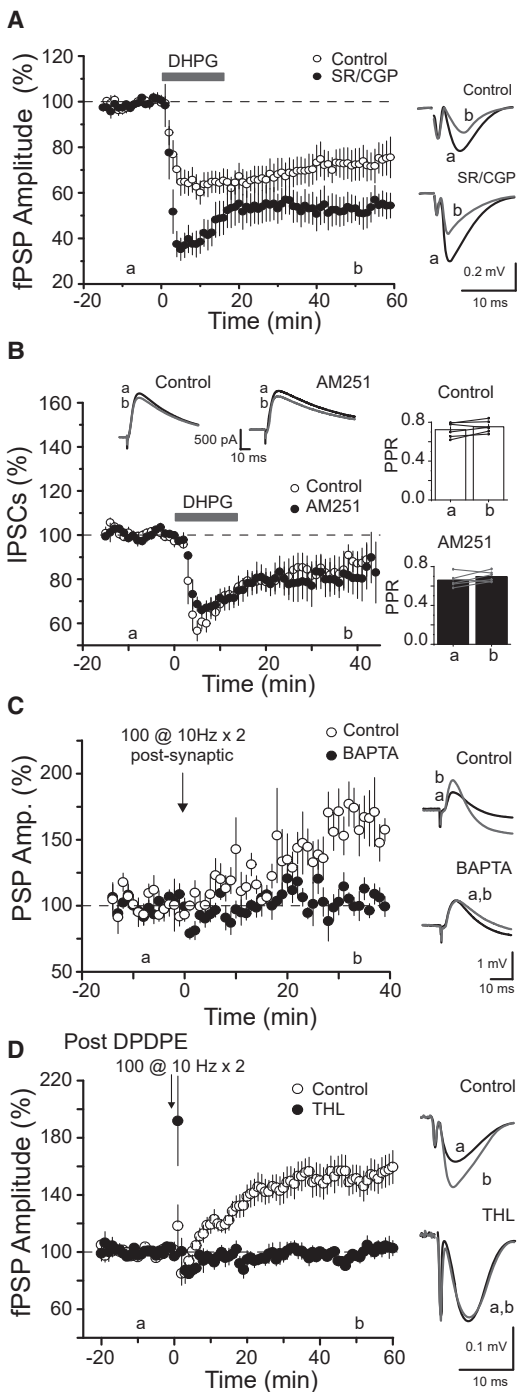 A
DHPG
Control
SR/CGP
fPSP Amplitude (%)
120
100
80
60
40
20
a
b
-20
0
20
40
60
Time (min)
Control
b
a
SR/CGP
b
a
0.2 mV
10 ms
B
a
b
Control
a
b
AM251
500 pA
10 ms
DHPG
Control
AM251
IPSCs (%)
160
140
120
100
80
60
a
b
-20
0
20
40
Time (min)
Control
PPR
0.8
0.4
0.0
a
b
AM251
PPR
0.8
0.4
0.0
a
b
C
100 @ 10Hz x 2
post-synaptic
Control
BAPTA
PSP Amp. (%)
200
150
100
50
a
b
-20
0
20
40
Time (min)
Control
b
a
BAPTA
a,b
1 mV
10 ms
D
Post DPDPE
100 @ 10 Hz x 2
Control
THL
fPSP Amplitude (%)
220
180
140
100
60
a
b
-20
0
20
40
60
Time (min)
Control
a
b
THL
a,b
0.1 mV
10 ms